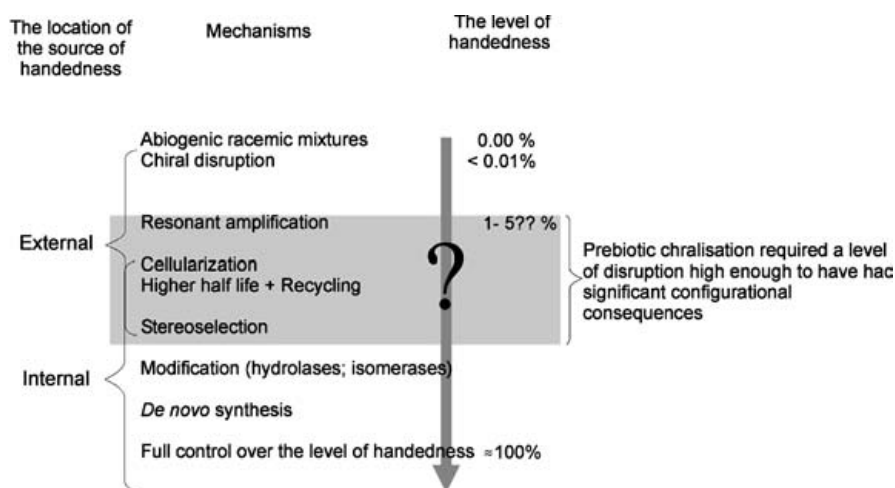 The location of
the source of
handedness
Mechanisms
The level of
handedness
Abiogenic racemic mixtures
0.00 %
Chiral disruption
< 0.01%
Resonant amplification
1- 5?? %
External
Cellularization
Higher half life + Recycling
Stereoselection
?
Prebiotic chralisation required a level
of disruption high enough to have hac
significant configurational
consequences
Internal
Modification (hydrolases; isomerases)
De novo synthesis
Full control over the level of handedness ≈100%